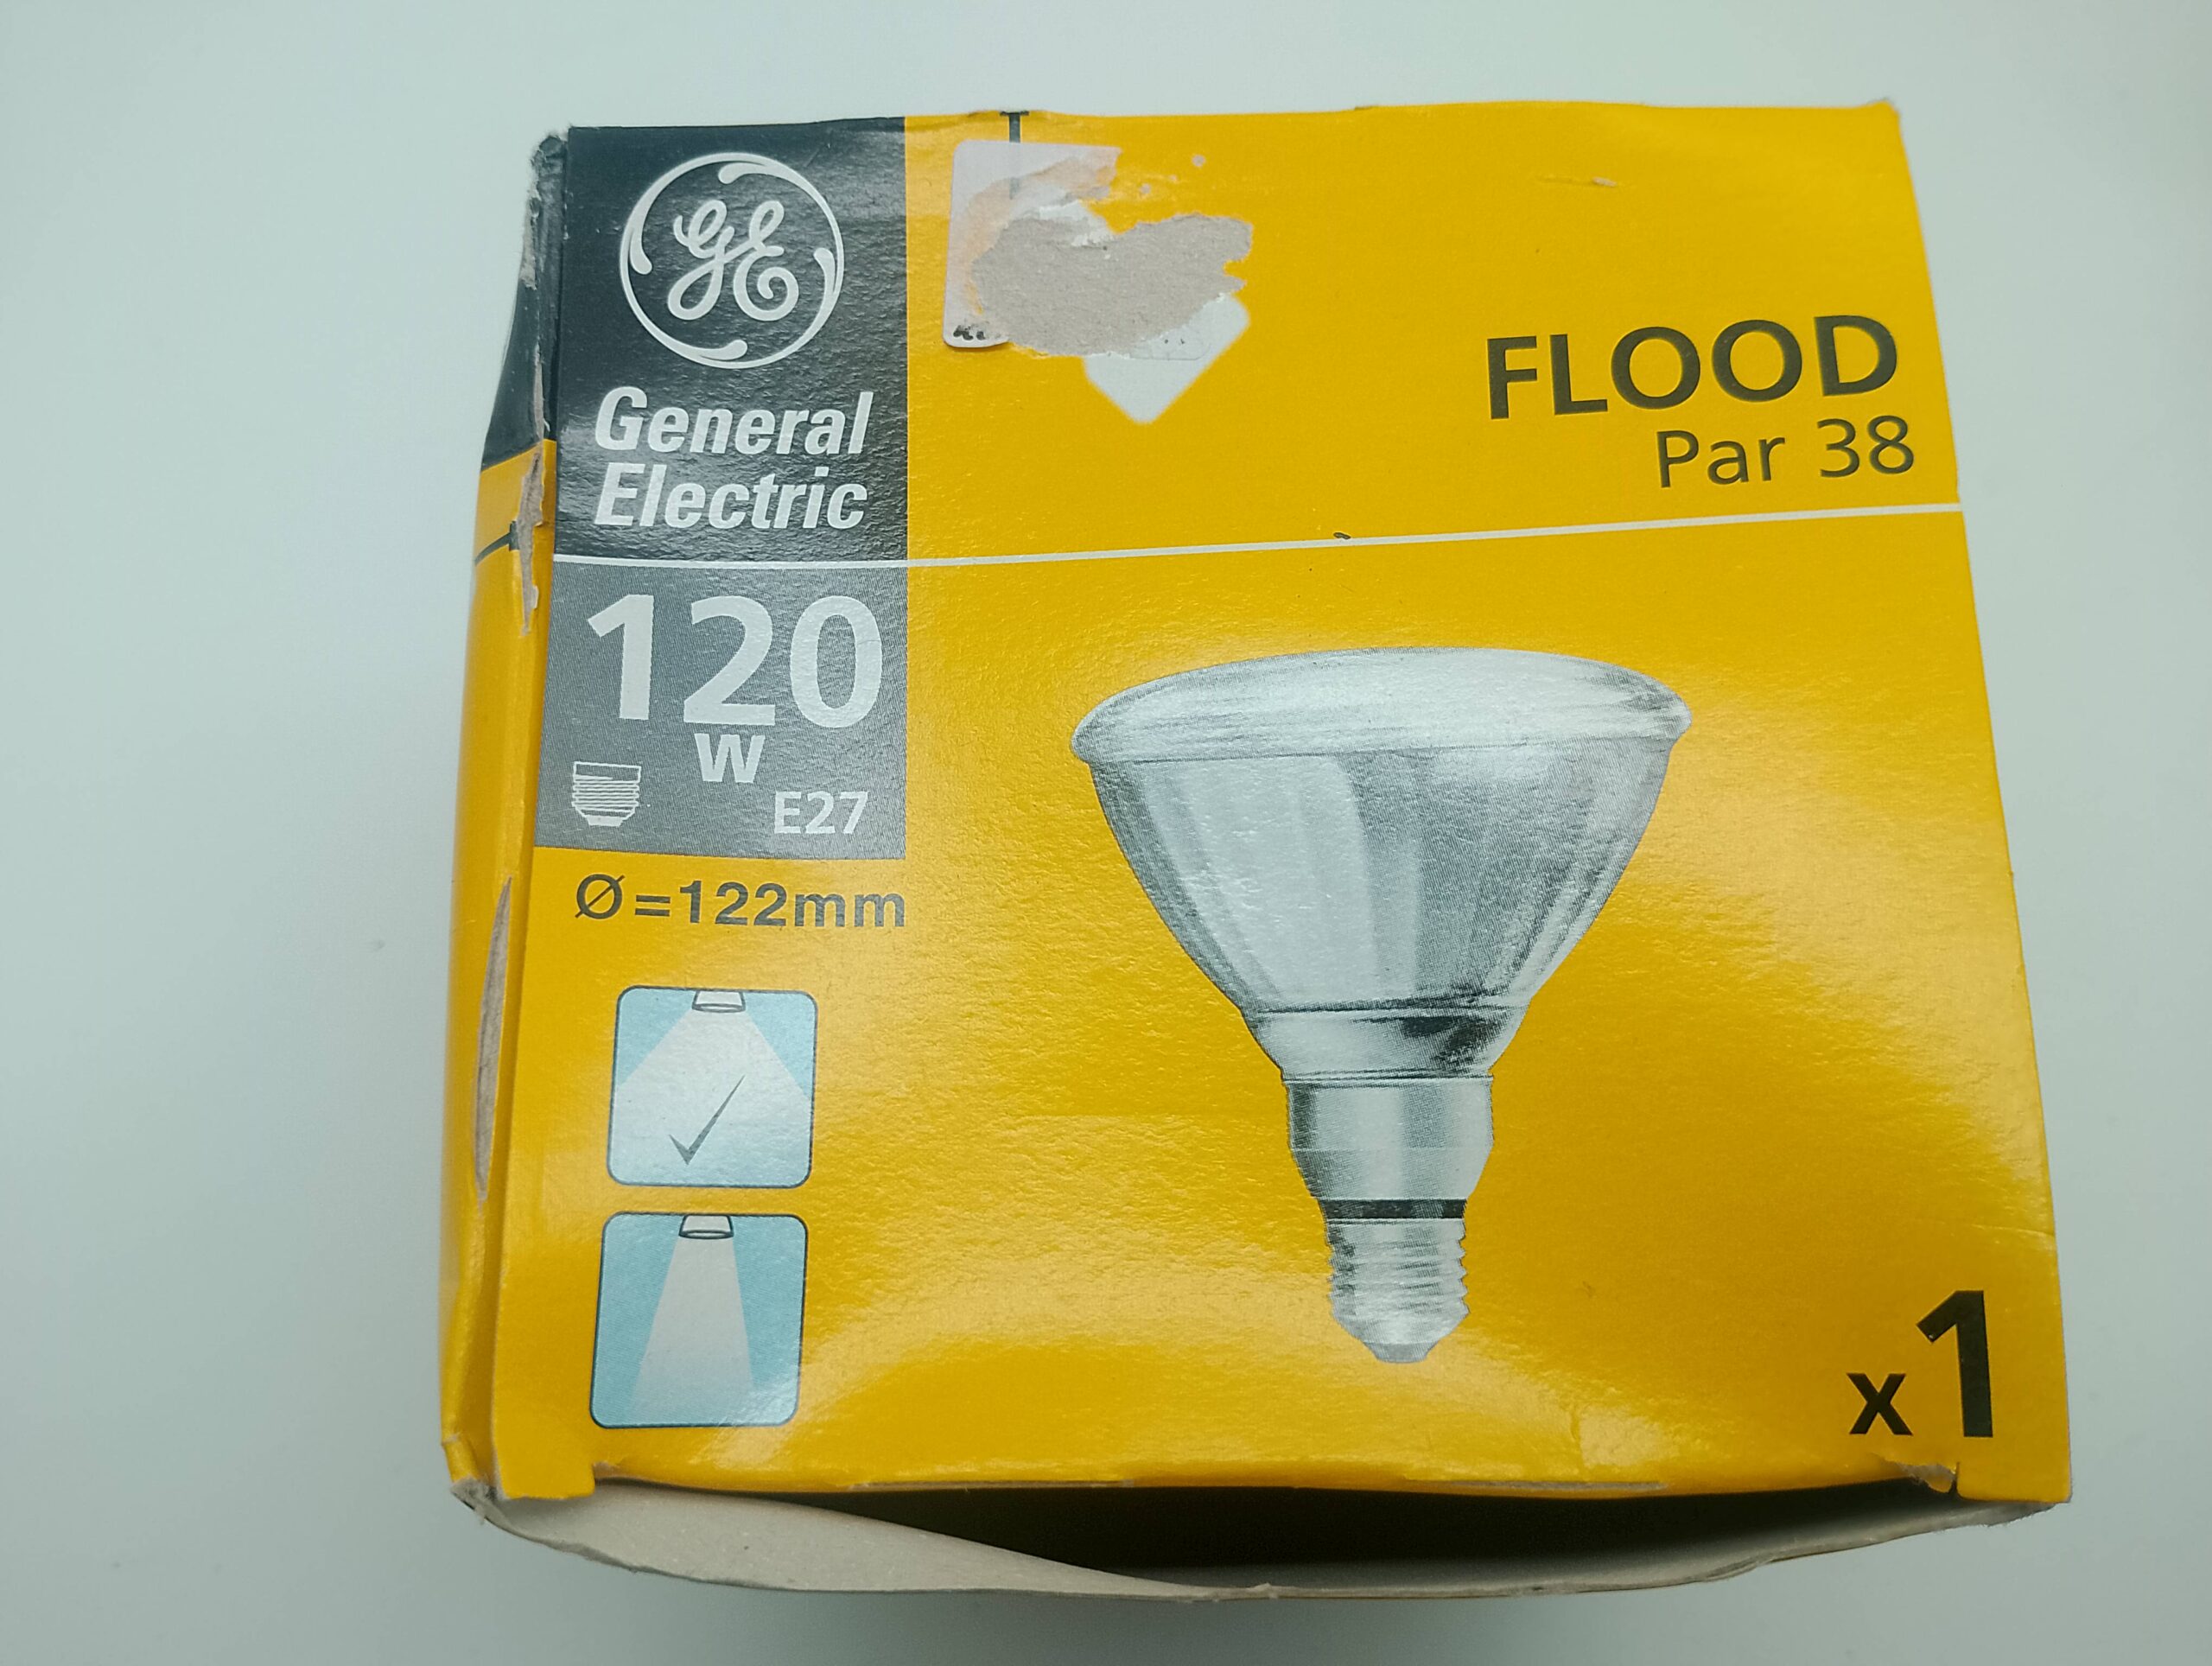 GE
General
Electric
FLOOD
Par 38
120
W
E27
Ø=122mm
x1